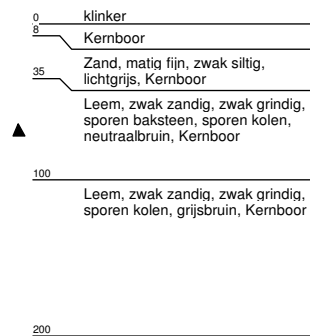 0 klinker
8 Kernboor
Zand, matig fijn, zwak siltig,
35 lichtgrijs, Kernboor
Leem, zwak zandig, zwak grindig,
sporen baksteen, sporen kolen,
neutraalbruin, Kernboor
100
Leem, zwak zandig, zwak grindig,
sporen kolen, grijsbruin, Kernboor
200